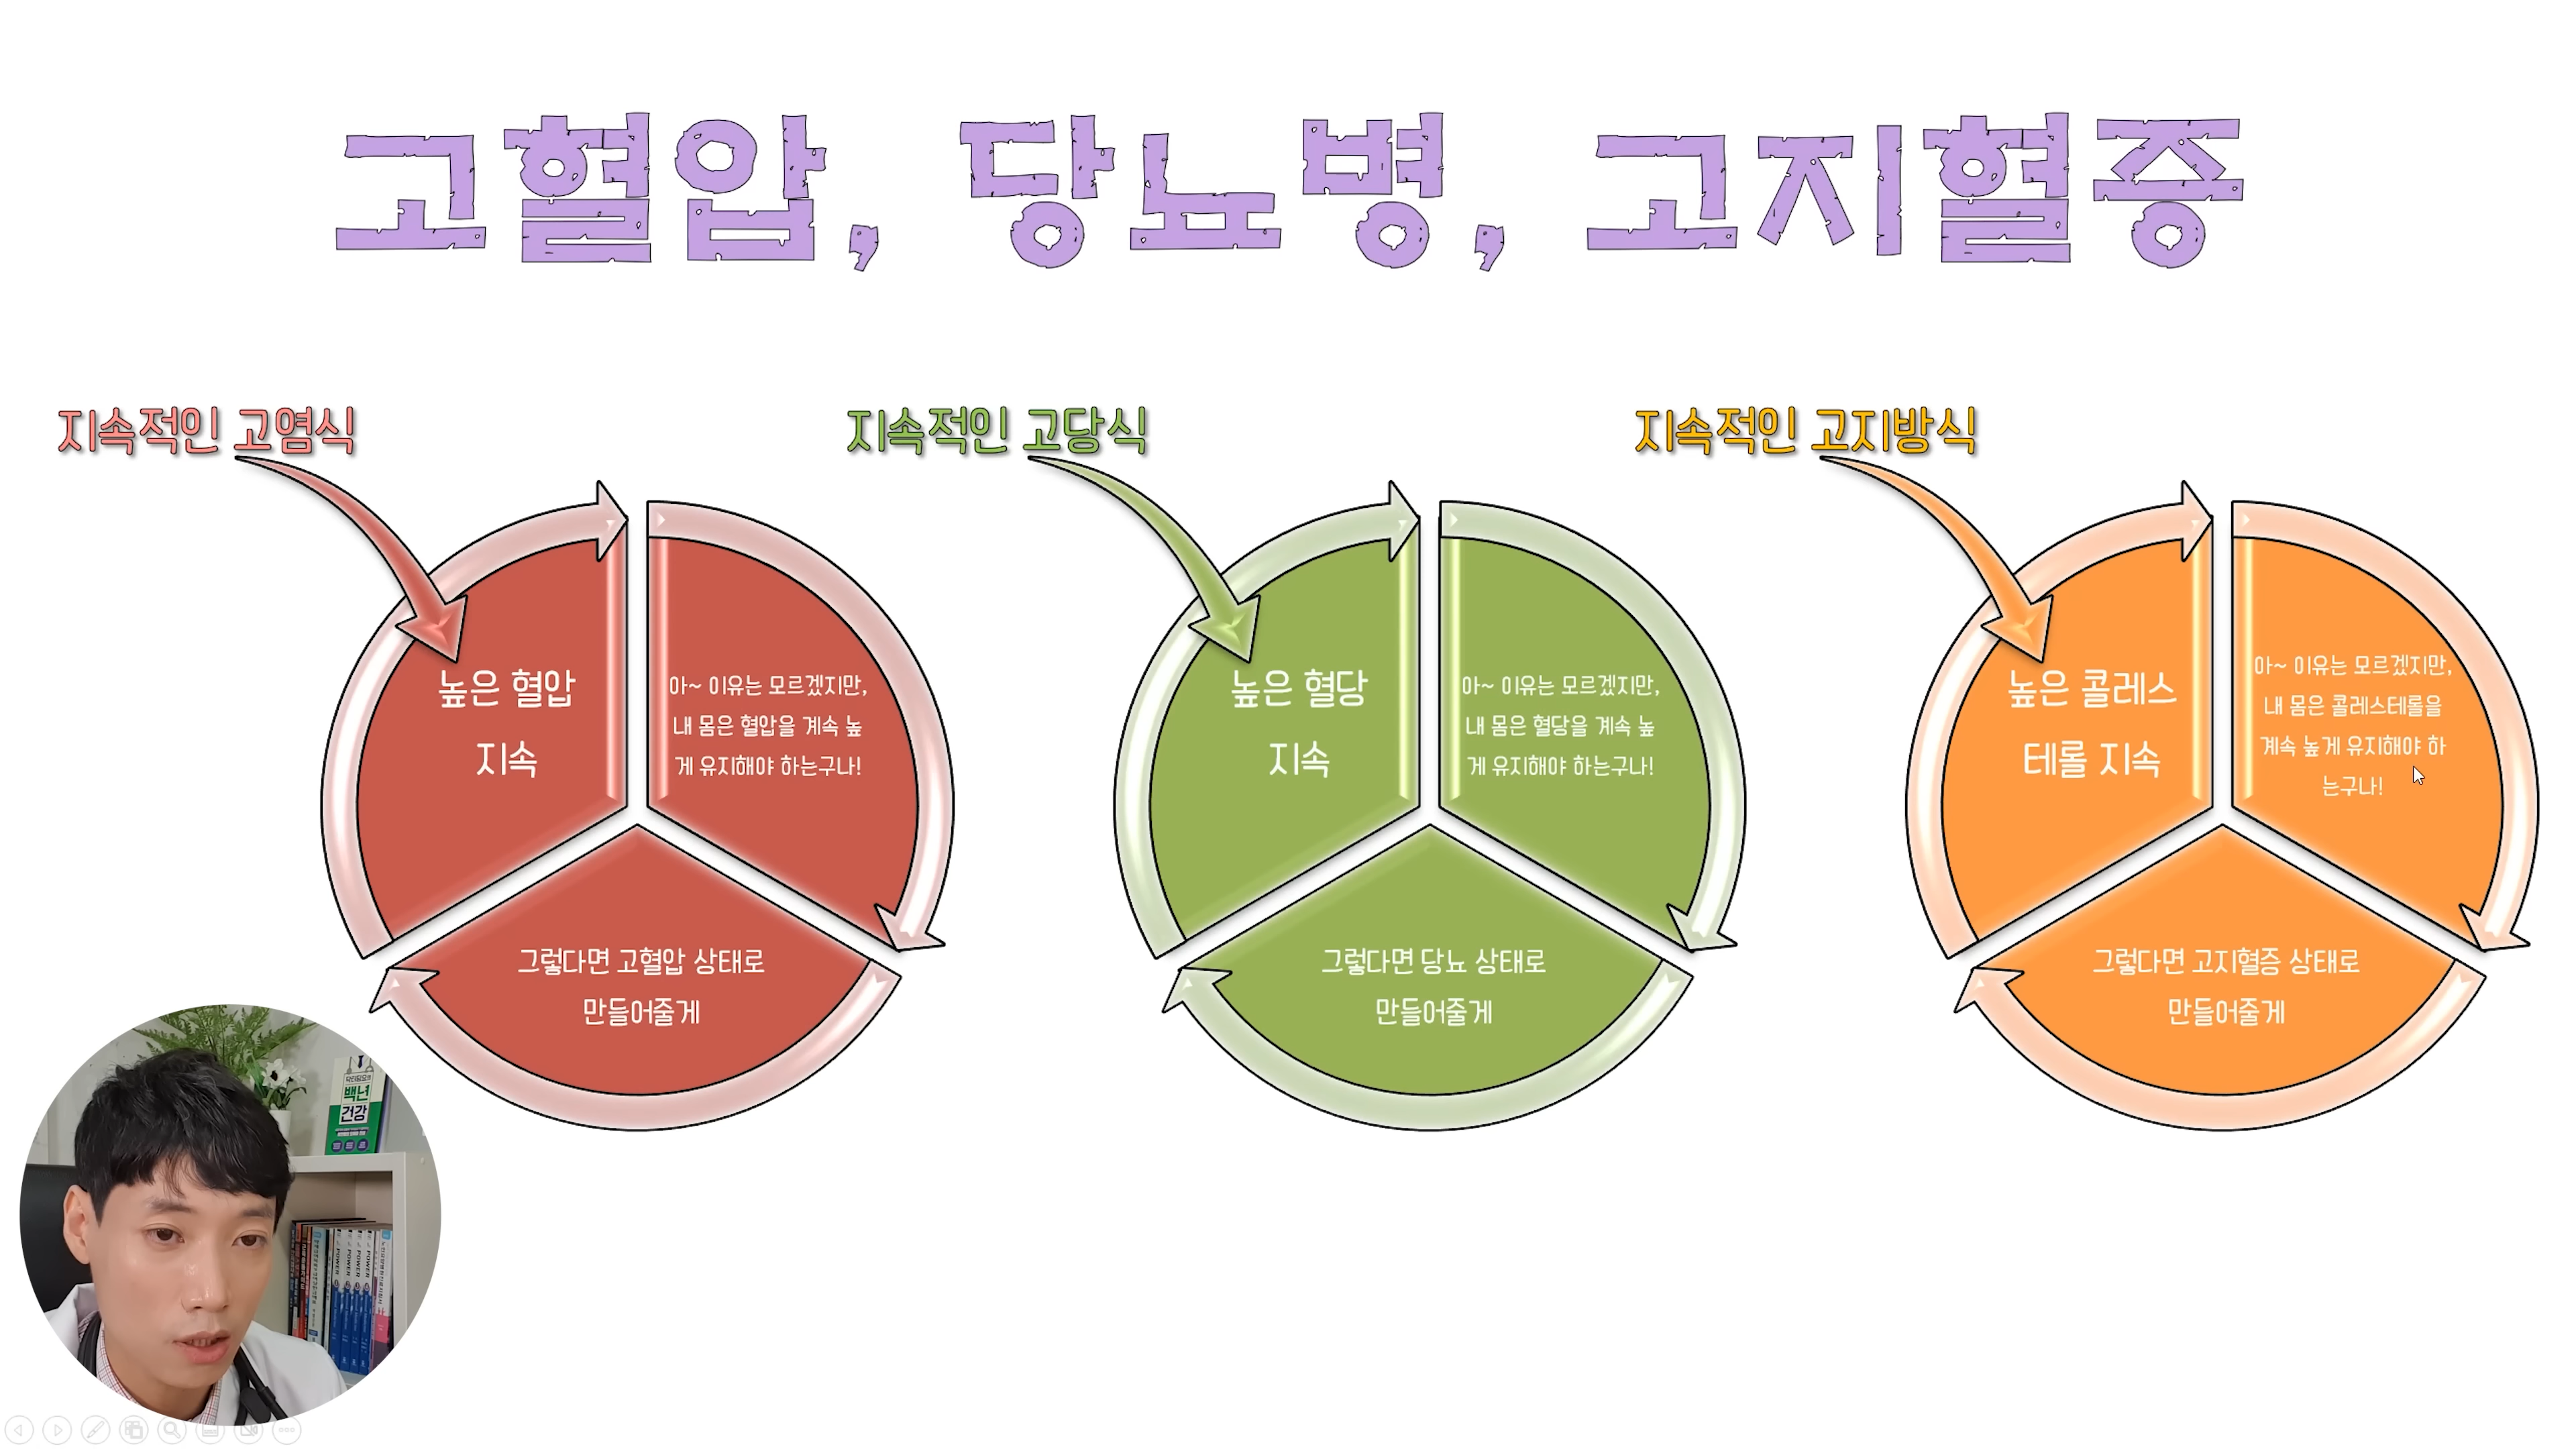 고혈압, 당뇨병, 고지혈증
지속적인 고염식
높은 혈압
지속
아~ 이유는 모르겠지만,
내 몸은 혈압을 계속 높
게 유지해야 하는구나!
그렇다면 고혈압 상태로
만들어줄게
지속적인 고당식
높은 혈당
지속
아~ 이유는 모르겠지만,
내 몸은 혈당을 계속 높
게 유지해야 하는구나!
그렇다면 당뇨 상태로
만들어줄게
지속적인 고지방식
높은 콜레스
테롤 지속
아~ 이유는 모르겠지만,
내 몸은 콜레스테롤을
계속 높게 유지해야 하
는구나!
그렇다면 고지혈증 상태로
만들어줄게
백년
건강
POWER
POWER
POWER
POWER